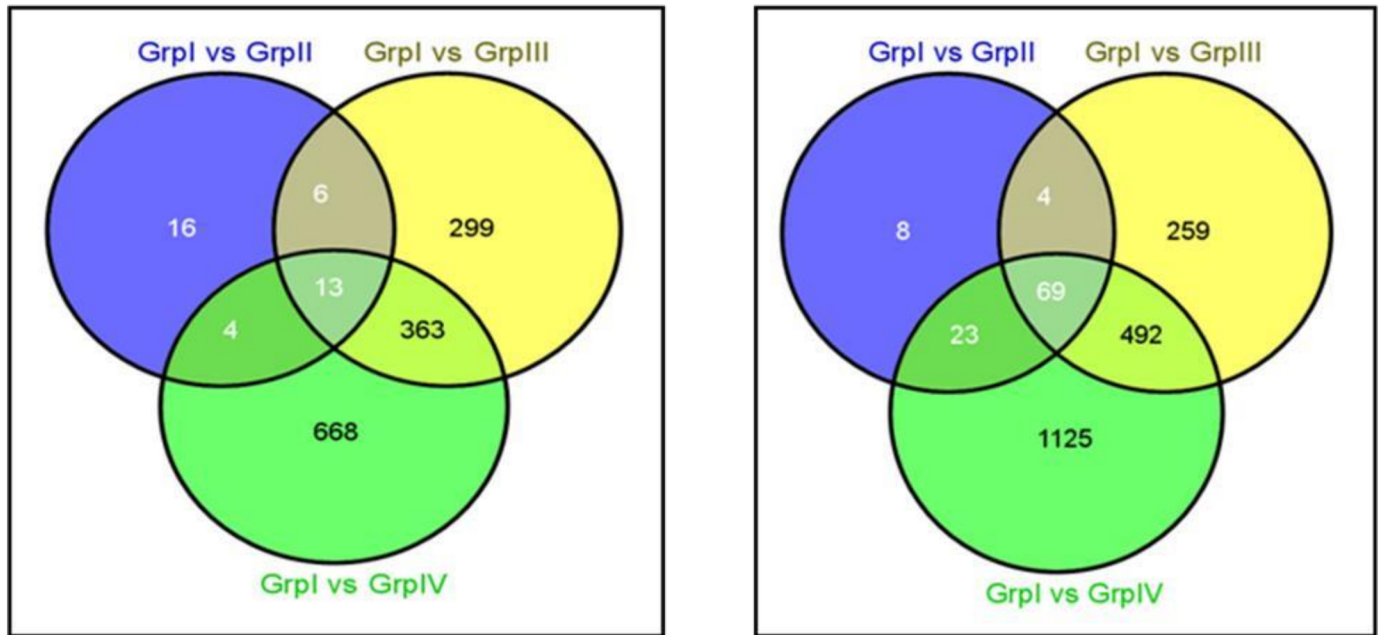 GrpI vs GrpII
GrpI vs GrpIII
6
16
299
13
4
363
668
GrpI vs GrpIV
GrpI vs GrpII
GrpI vs GrpIII
4
8
259
69
23
492
1125
GrpI vs GrpIV